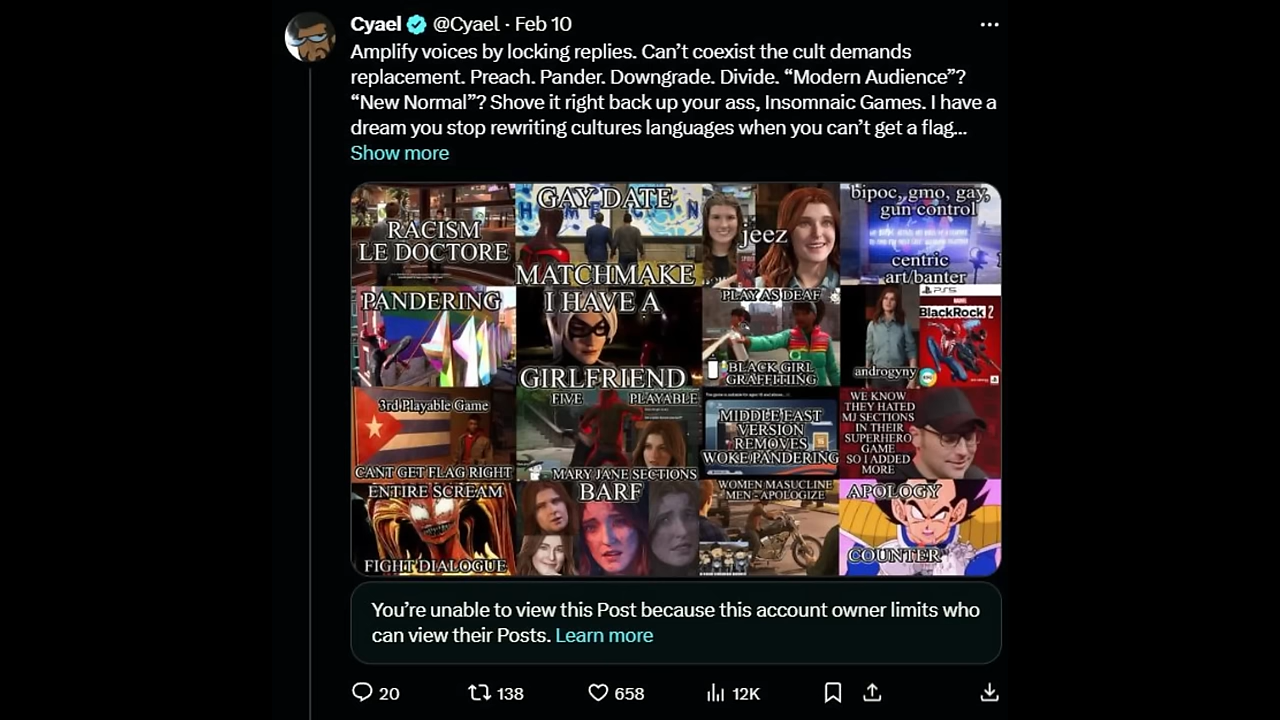 Cyael @Cyael · Feb 10
Amplify voices by locking replies. Can’t coexist the cult demands
replacement. Preach. Pander. Downgrade. Divide. “Modern Audience”?
“New Normal”? Shove it right back up your ass, Insomnaic Games. I have a
dream you stop rewriting cultures languages when you can’t get a flag...
Show more
RACISM
LE DOCTORE
GAY DATE
MATCHMAKE
jeez
bipoc, gmo, gay,
gun control
centric
art/banter
PANDERING
I HAVE A
GIRLFRIEND
PLAY AS DEAF
BLACK GIRL
GRAFFITIING
androgyny
PS5
MARVEL
BlackRock 2
3rd Playable Game
CANT GET FLAG RIGHT
FIVE PLAYABLE
MARY JANE SECTIONS
MIDDLE EAST
VERSION
REMOVES
WOKE PANDERING
WE KNOW
THEY HATED
MJ SECTIONS
IN THEIR
SUPERHERO
GAME
SO I ADDED
MORE
ENTIRE SCREAM
FIGHT DIALOGUE
BARF
WOMEN MASUCLINE
MEN - APOLOGIZE
APOLOGY
COUNTER
You’re unable to view this Post because this account owner limits who
can view their Posts. Learn more
20 138 658 12K